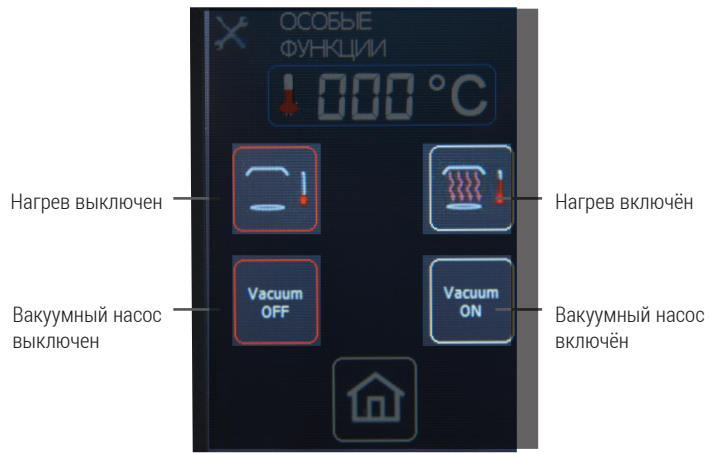 ОСОБЫЕ
ФУНКЦИИ
000 °C
Нагрев выключен
Нагрев включён
Vacuum
OFF
Vacuum
ON
Вакуумный насос
выключен
Вакуумный насос
включён